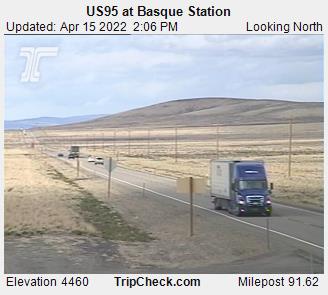 US95 at Basque Station
Updated: Apr 15 2022 2:06 PM Looking North
Elevation 4460 TripCheck.com Milepost 91.62